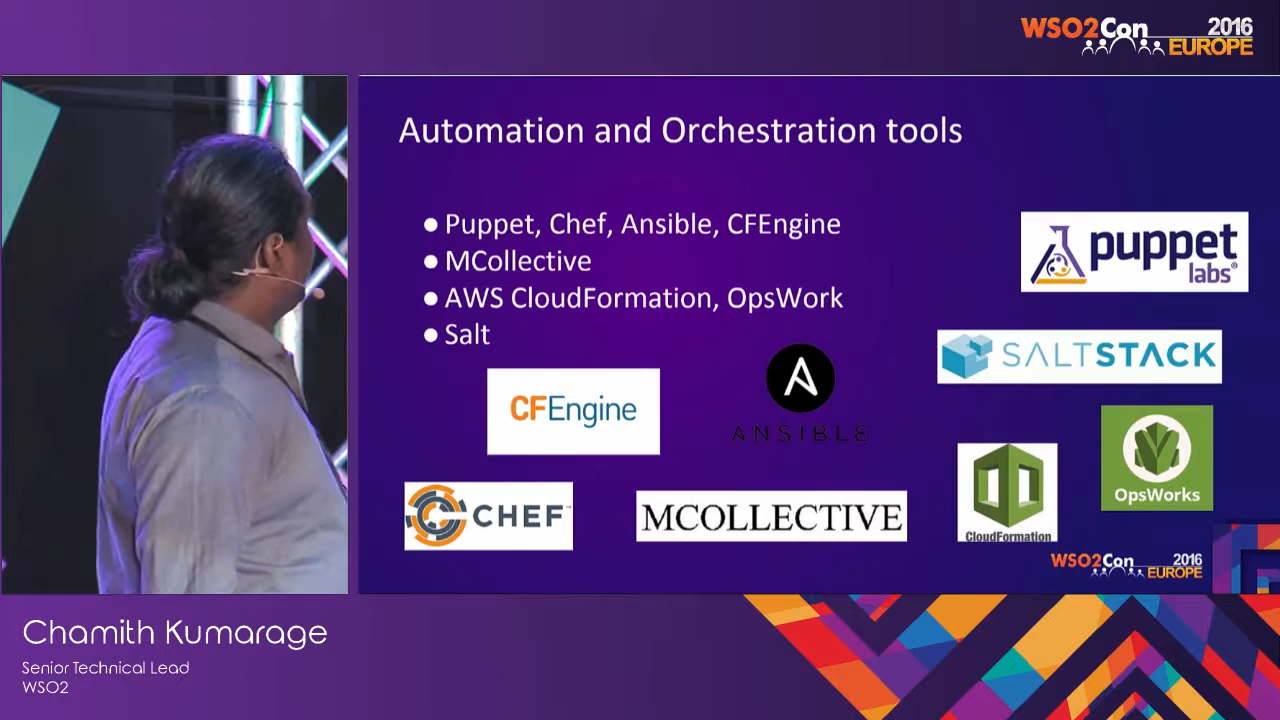 WSO2Con 2016
EUROPE
Automation and Orchestration tools
● Puppet, Chef, Ansible, CFEngine
● MCollective
● AWS CloudFormation, OpsWork
● Salt
puppet
labs®
SALTSTACK
CFEngine
ANSIBLE
OpsWorks
CHEF™
MCOLLECTIVE
CloudFormation
WSO2Con 2016
EUROPE
Chamith Kumarage
Senior Technical Lead
WSO2